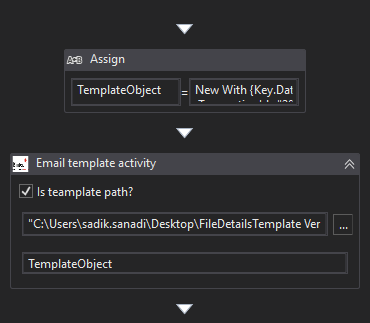 Assign
TemplateObject = New With {Key.Dat
Email template activity
Is teamplate path?
"C:\Users\sadik.sanadi\Desktop\FileDetailsTemplate Ver ...
TemplateObject